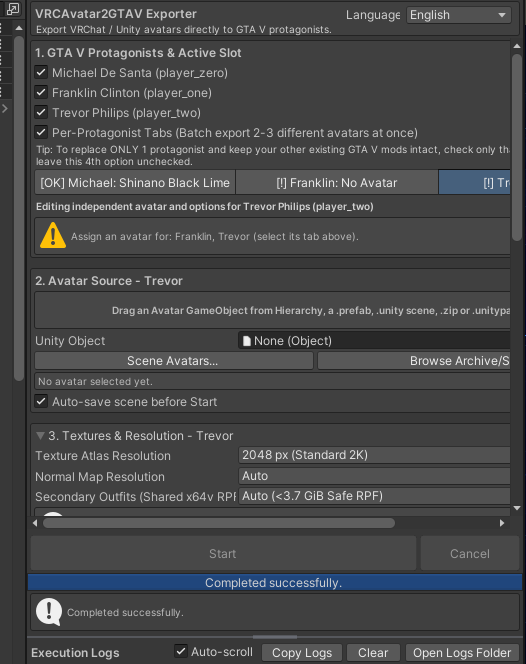 VRCAvatar2GTAV Exporter
Language English
Export VRChat / Unity avatars directly to GTA V protagonists.
1. GTA V Protagonists & Active Slot
Michael De Santa (player_zero)
Franklin Clinton (player_one)
Trevor Philips (player_two)
Per-Protagonist Tabs (Batch export 2-3 different avatars at once)
Tip: To replace ONLY 1 protagonist and keep your other existing GTA V mods intact, check only
leave this 4th option unchecked.
[OK] Michael: Shinano Black Lime [!] Franklin: No Avatar [!] Tr
Editing independent avatar and options for Trevor Philips (player_two)
Assign an avatar for: Franklin, Trevor (select its tab above).
2. Avatar Source - Trevor
Drag an Avatar GameObject from Hierarchy, a .prefab, .unity scene, .zip or .unitypa
Unity Object None (Object)
Scene Avatars... Browse Archive/S
No avatar selected yet.
Auto-save scene before Start
3. Textures & Resolution - Trevor
Texture Atlas Resolution 2048 px (Standard 2K)
Normal Map Resolution Auto
Secondary Outfits (Shared x64v RPF Auto (<3.7 GiB Safe RPF)
Start Cancel
Completed successfully.
Completed successfully.
Execution Logs Auto-scroll Copy Logs Clear Open Logs Folder